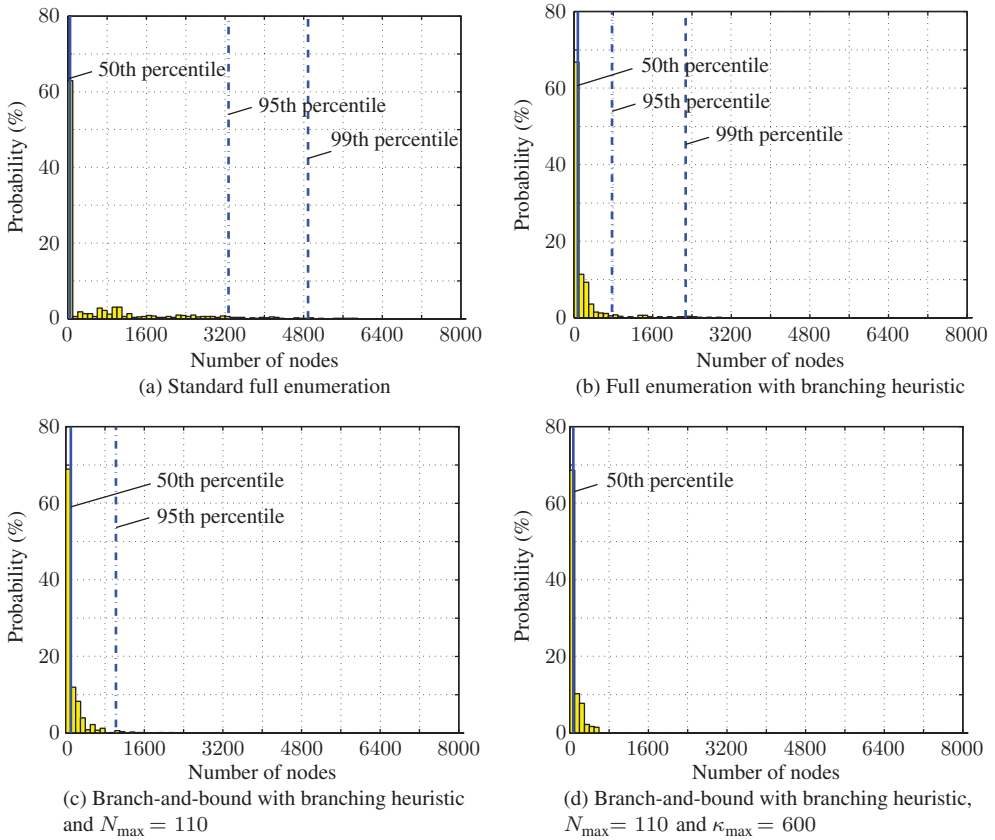 80
60
40
20
0
Probability (%)
50th percentile
95th percentile
99th percentile
0 1600 3200 4800 6400 8000
Number of nodes
(a) Standard full enumeration
80
60
40
20
0
Probability (%)
50th percentile
95th percentile
99th percentile
0 1600 3200 4800 6400 8000
Number of nodes
(b) Full enumeration with branching heuristic
80
60
40
20
0
Probability (%)
50th percentile
95th percentile
0 1600 3200 4800 6400 8000
Number of nodes
(c) Branch-and-bound with branching heuristic
and N_max = 110
80
60
40
20
0
Probability (%)
50th percentile
0 1600 3200 4800 6400 8000
Number of nodes
(d) Branch-and-bound with branching heuristic,
N_max = 110 and κ_max = 600